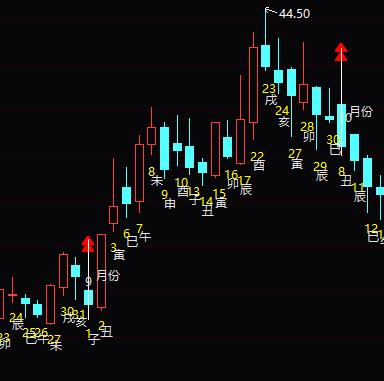 44.50
23
戌
24
亥
28
卯
27
寅
29
辰
30
巳
0 月份
8
丑
11
辰
12
巳
22
酉
16
卯
17
辰
15
寅
14
丑
13
子
10
酉
9
申
8
未
7
午
6
巳
3
寅
9 月份
2
丑
1
子
31
亥
30
戌
27
未
26
午
25
巳
24
辰
23
卯